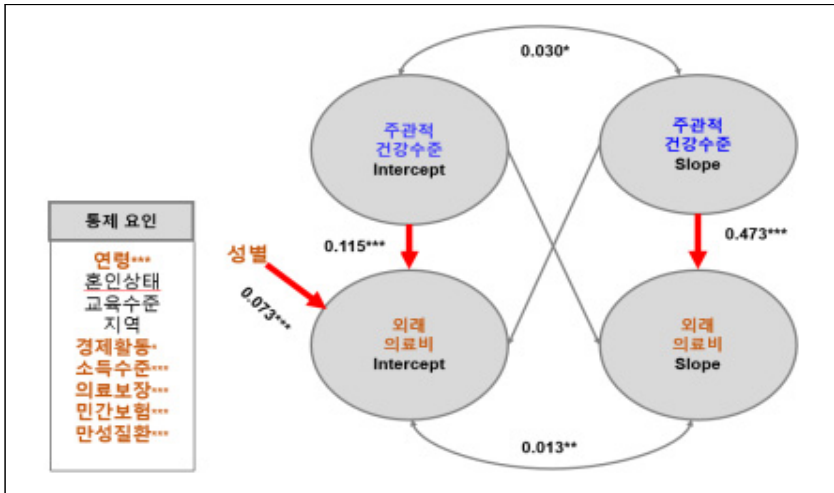 0.030*
주관적
건강수준
Intercept
주관적
건강수준
Slope
통제 요인
연령***
혼인상태
교육수준
지역
경제활동*
소득수준***
의료보장***
민간보험***
만성질환***
성별
0.073***
0.115***
0.473***
외래
의료비
Intercept
외래
의료비
Slope
0.013**